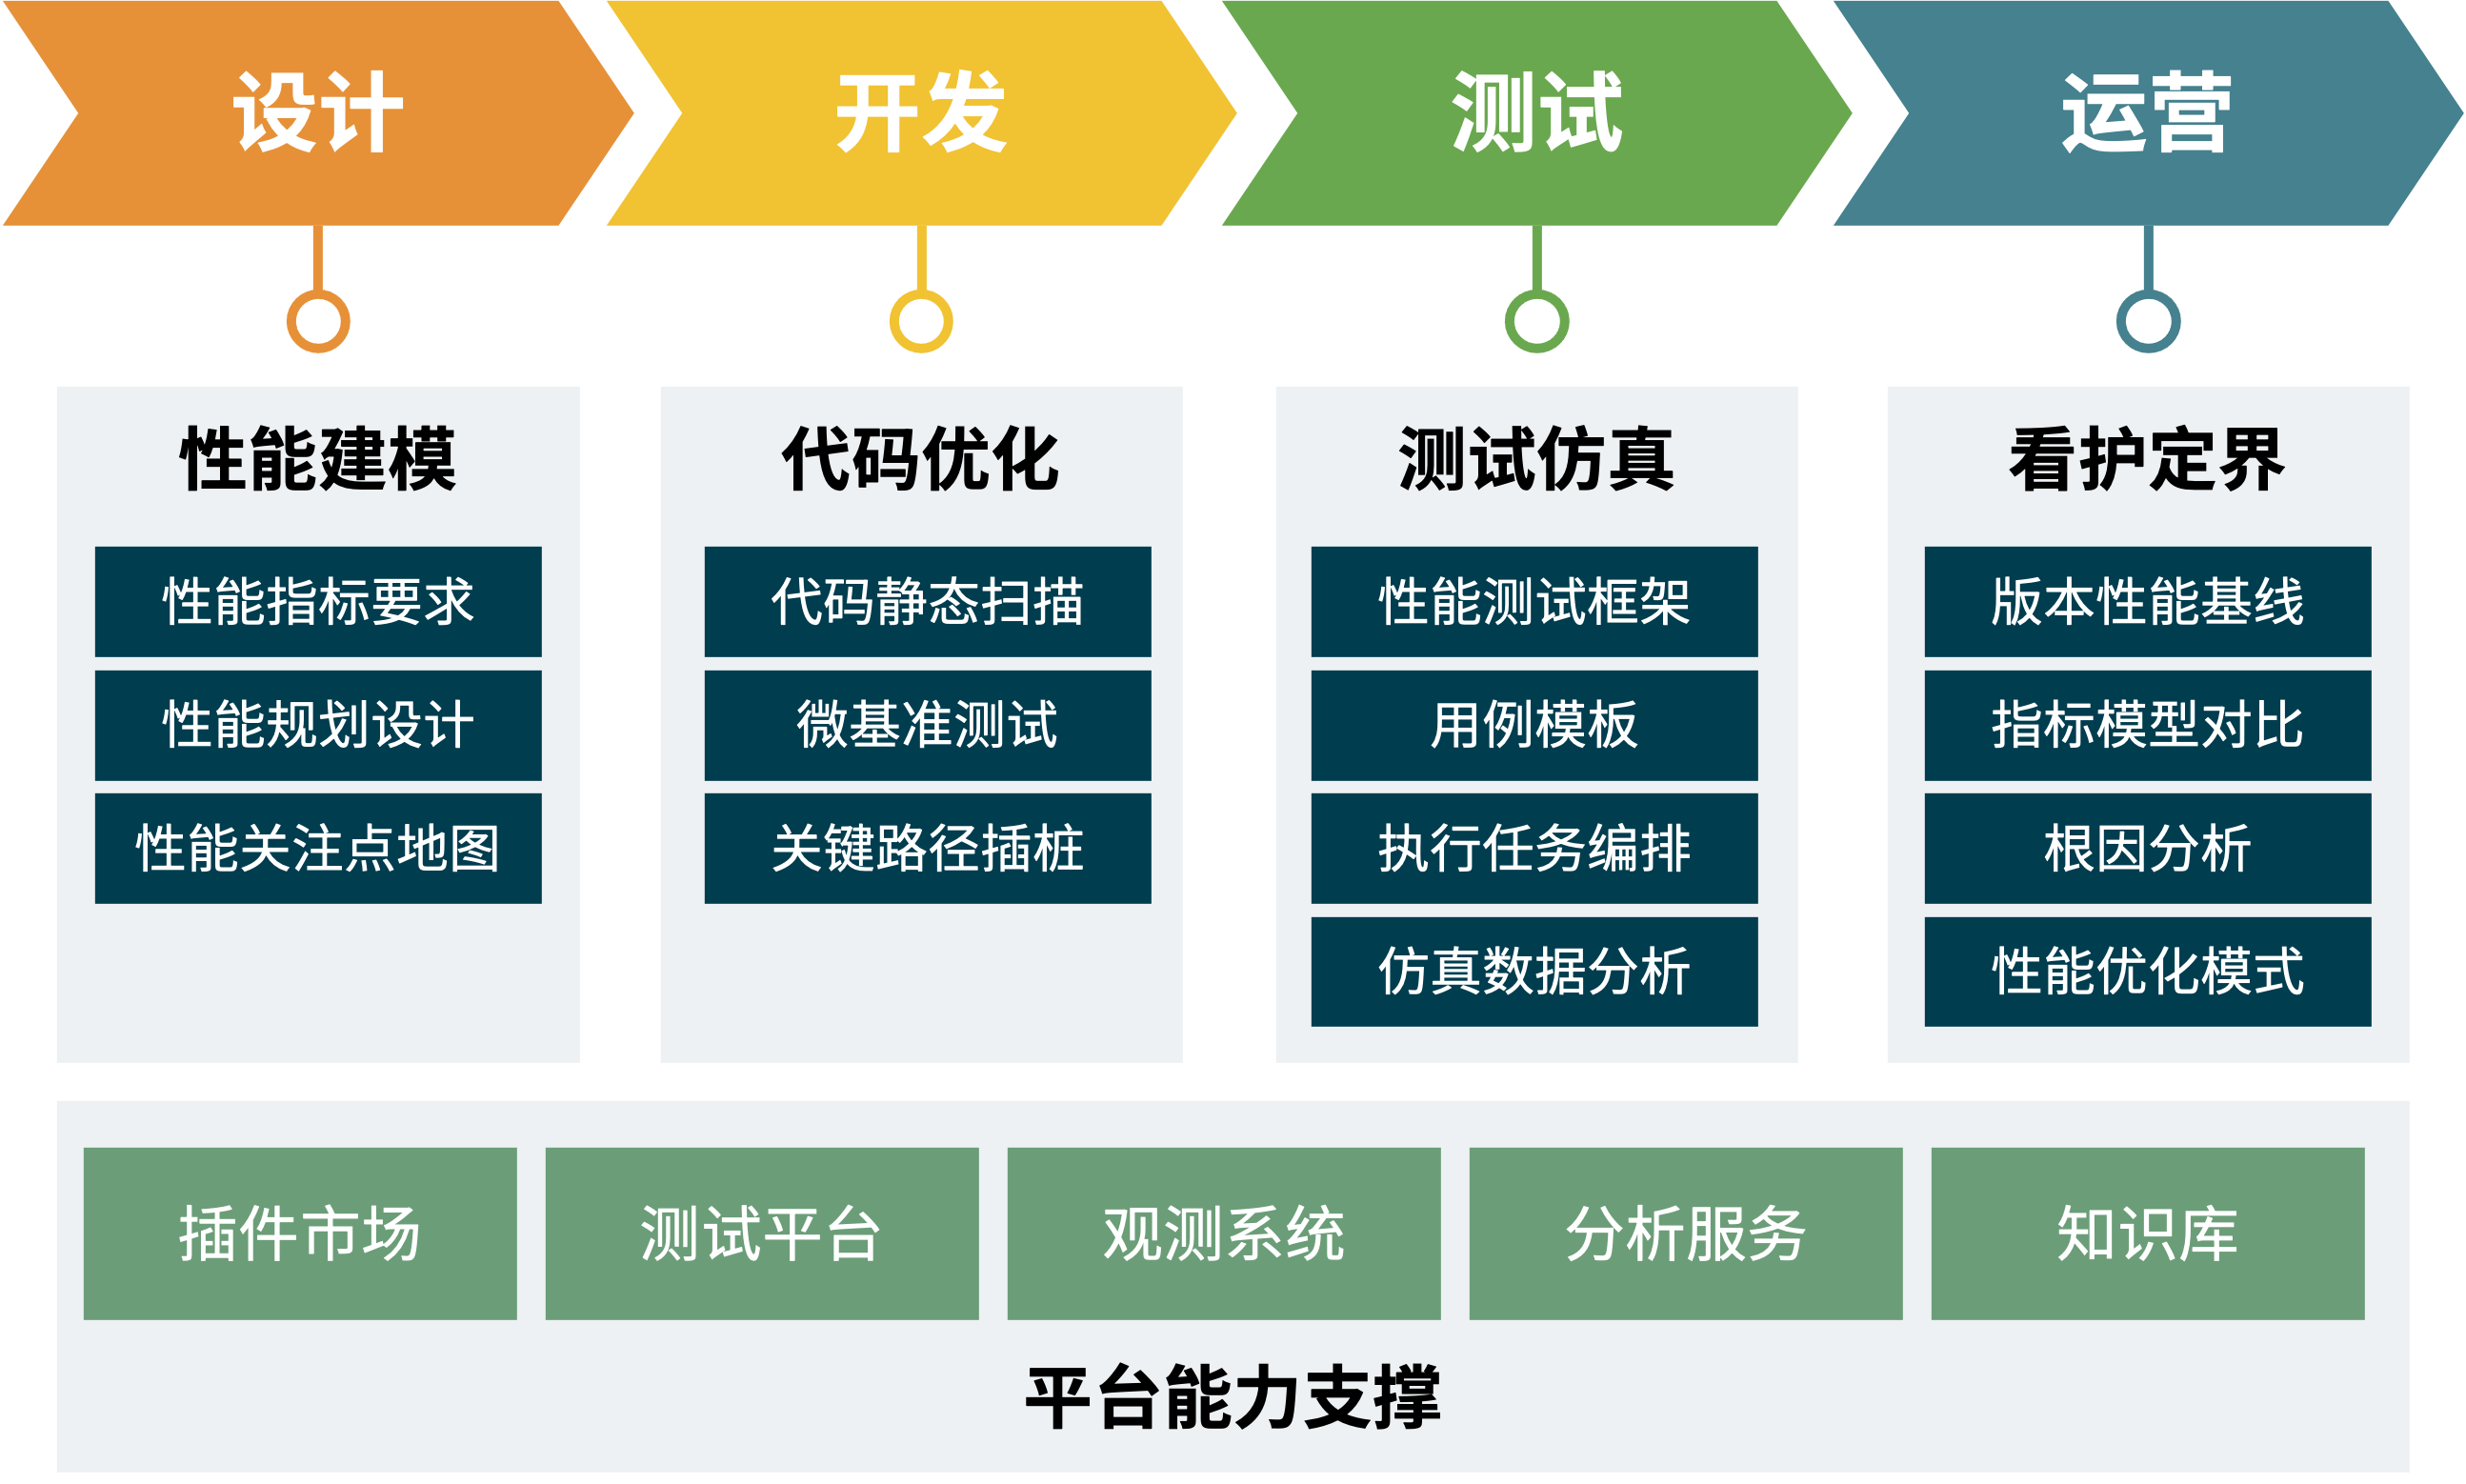 设计
开发
测试
运营
性能建模
性能指标要求
性能规划设计
性能关注点地图
代码优化
代码静态扫描
微基准测试
关键路径插桩
测试仿真
性能测试框架
用例模板
执行任务编排
仿真数据分析
看护规界
劣术性能基线
指标模型对比
根因分析
性能优化模式
插件市场
测试平台
观测系统
分析服务
知识库
平台能力支撑